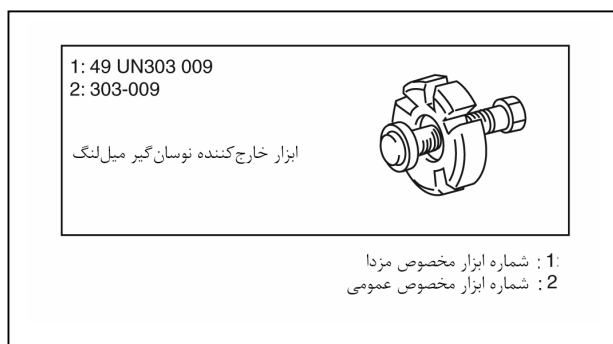 1: 49 UN303 009
2: 303-009
ابزار خارج‌کننده نوسان‌گیر میل‌لنگ
1: شماره ابزار مخصوص مزدا
2: شماره ابزار مخصوص عمومی